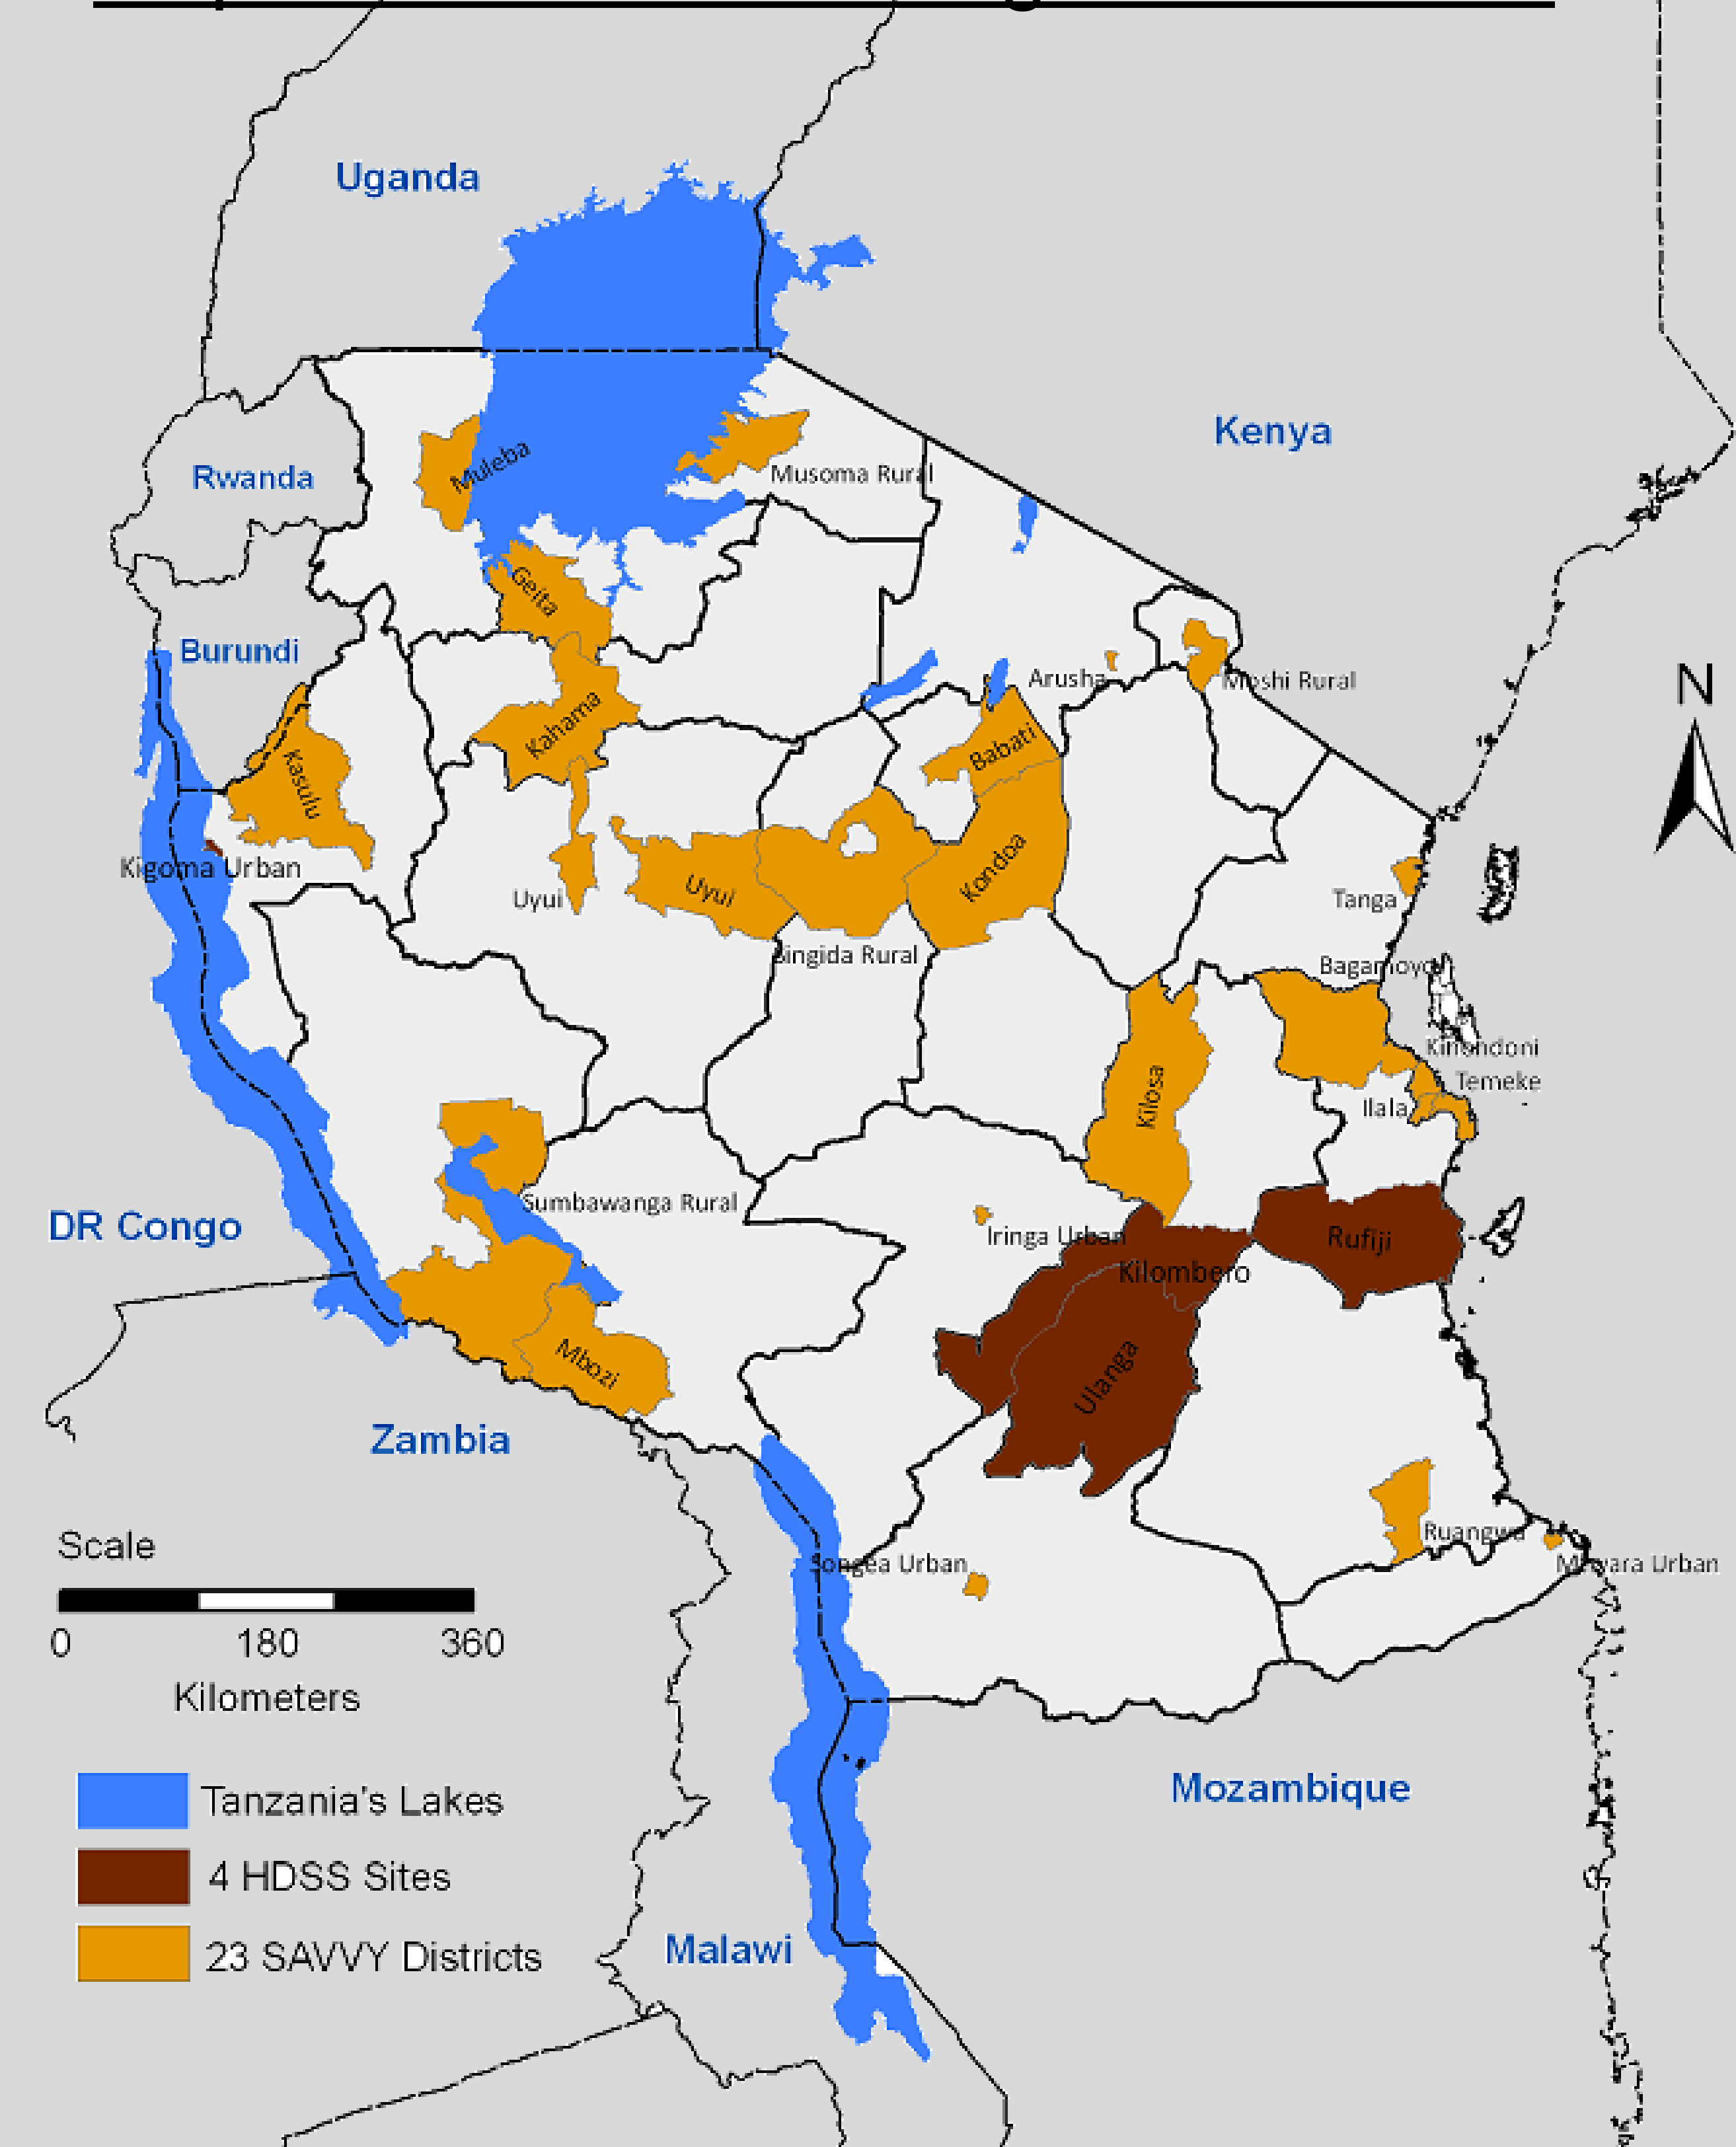 Uganda
Kenya
Rwanda
Muleba
Musoma Rural
Geita
Burundi
Arusha
Moshi Rural
N
Kahama
Babati
Kasulu
Kigoma Urban
Kondoa
Uyui
Uyui
Tanga
Singida Rural
Bagamoyo
Kinondoni
Temeke
Kilosa
Ilala
Sumbawanga Rural
DR Congo
Iringa Urban
Rufiji
Kilombero
Mbozi
Ulanga
Zambia
Ruangwa
Scale
Songea Urban
Mtwara Urban
0 180 360
Kilometers
Mozambique
Tanzania's Lakes
4 HDSS Sites
Malawi
23 SAVVY Districts